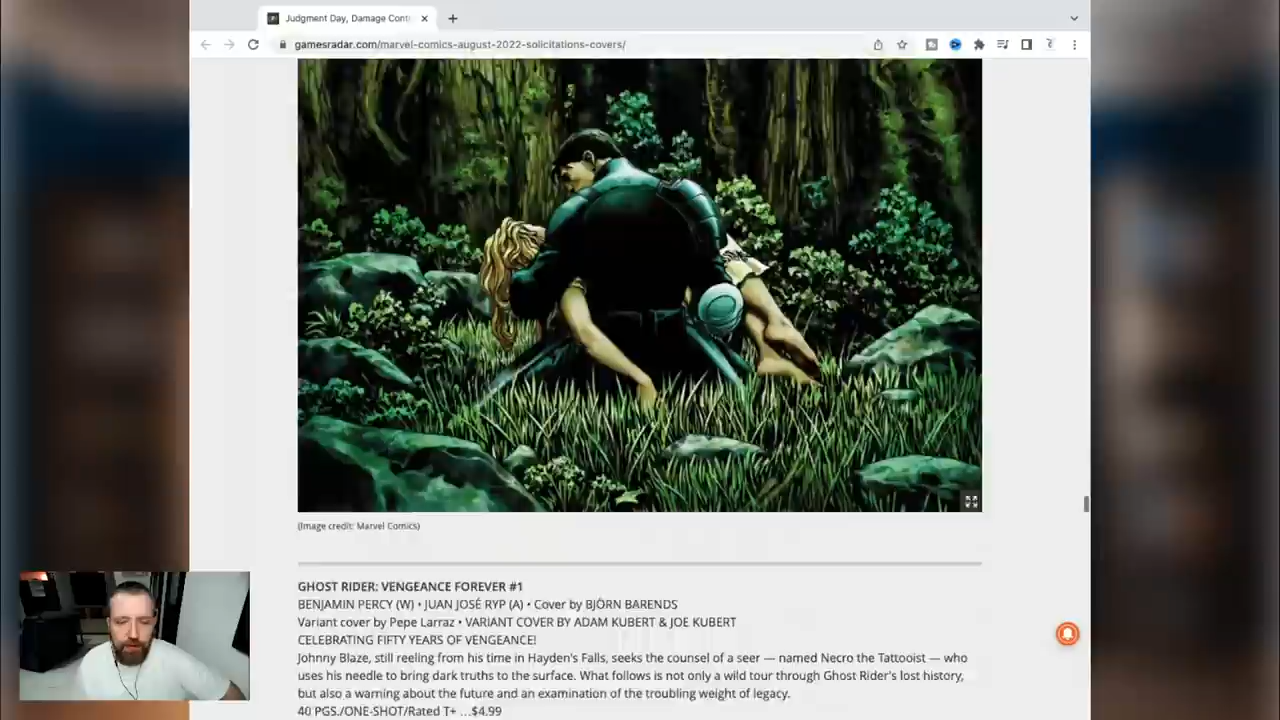 Judgment Day, Damage Cont
gamesradar.com/marvel-comics-august-2022-solicitations-covers/
(Image credit: Marvel Comics)
GHOST RIDER: VENGEANCE FOREVER #1
BENJAMIN PERCY (W) • JUAN JOSÉ RYP (A) • Cover by BJÖRN BARENDS
Variant cover by Pepe Larraz • VARIANT COVER BY ADAM KUBERT & JOE KUBERT
CELEBRATING FIFTY YEARS OF VENGEANCE!
Johnny Blaze, still reeling from his time in Hayden's Falls, seeks the counsel of a seer — named Necro the Tattooist — who
uses his needle to bring dark truths to the surface. What follows is not only a wild tour through Ghost Rider's lost history,
but also a warning about the future and an examination of the troubling weight of legacy.
40 PGS./ONE-SHOT/Rated T+ …$4.99